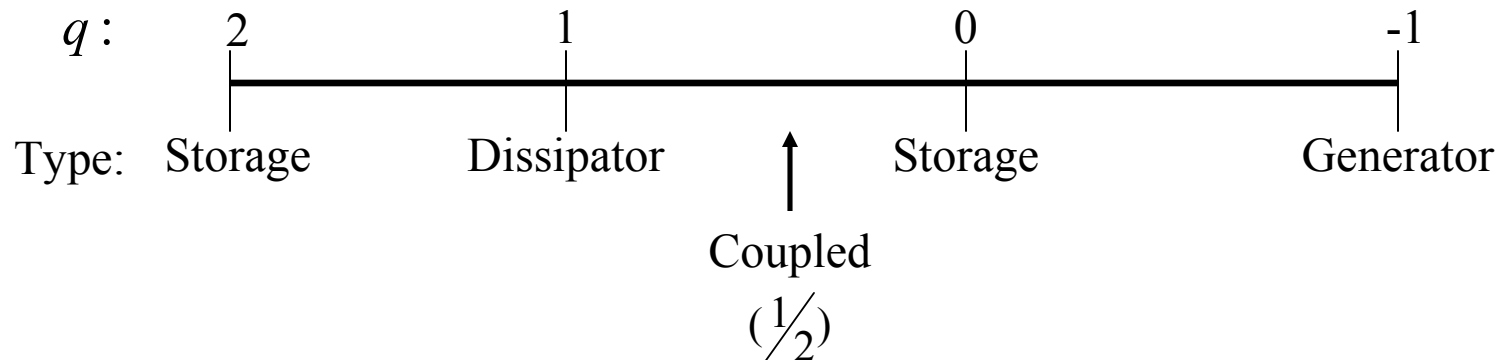 q : 2 1 0 -1
Type: Storage Dissipator Storage Generator
Coupled
(1/2)